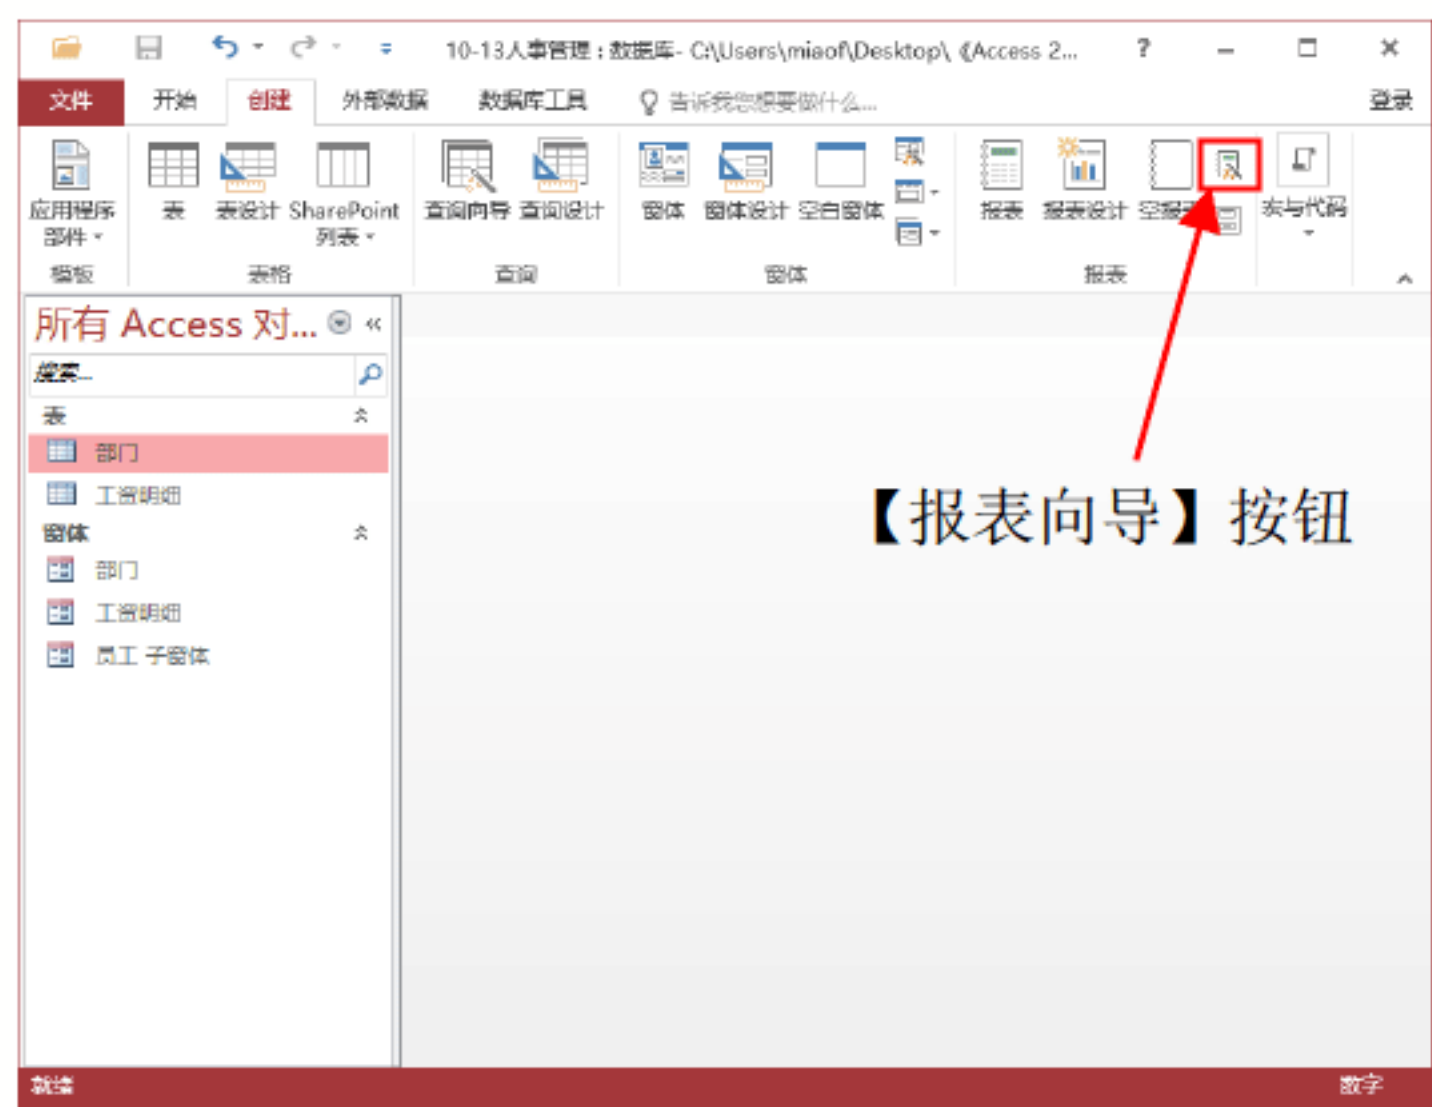 10-13人事管理 : 数据库- C:\Users\miaof\Desktop\《Access 2... ?
文件 开始 创建 外部数据 数据库工具 告诉我您想要做什么... 登录
应用程序 表 表设计 SharePoint 查询向导 查询设计 窗体 窗体设计 空白窗体 报表 报表设计 空报表 宏与代码
部件 列表
模板 表格 查询 窗体 报表
所有 Access 对... «
搜索...
表
部门
工资明细
窗体
部门
工资明细
员工 子窗体
【报表向导】按钮
就绪 数字